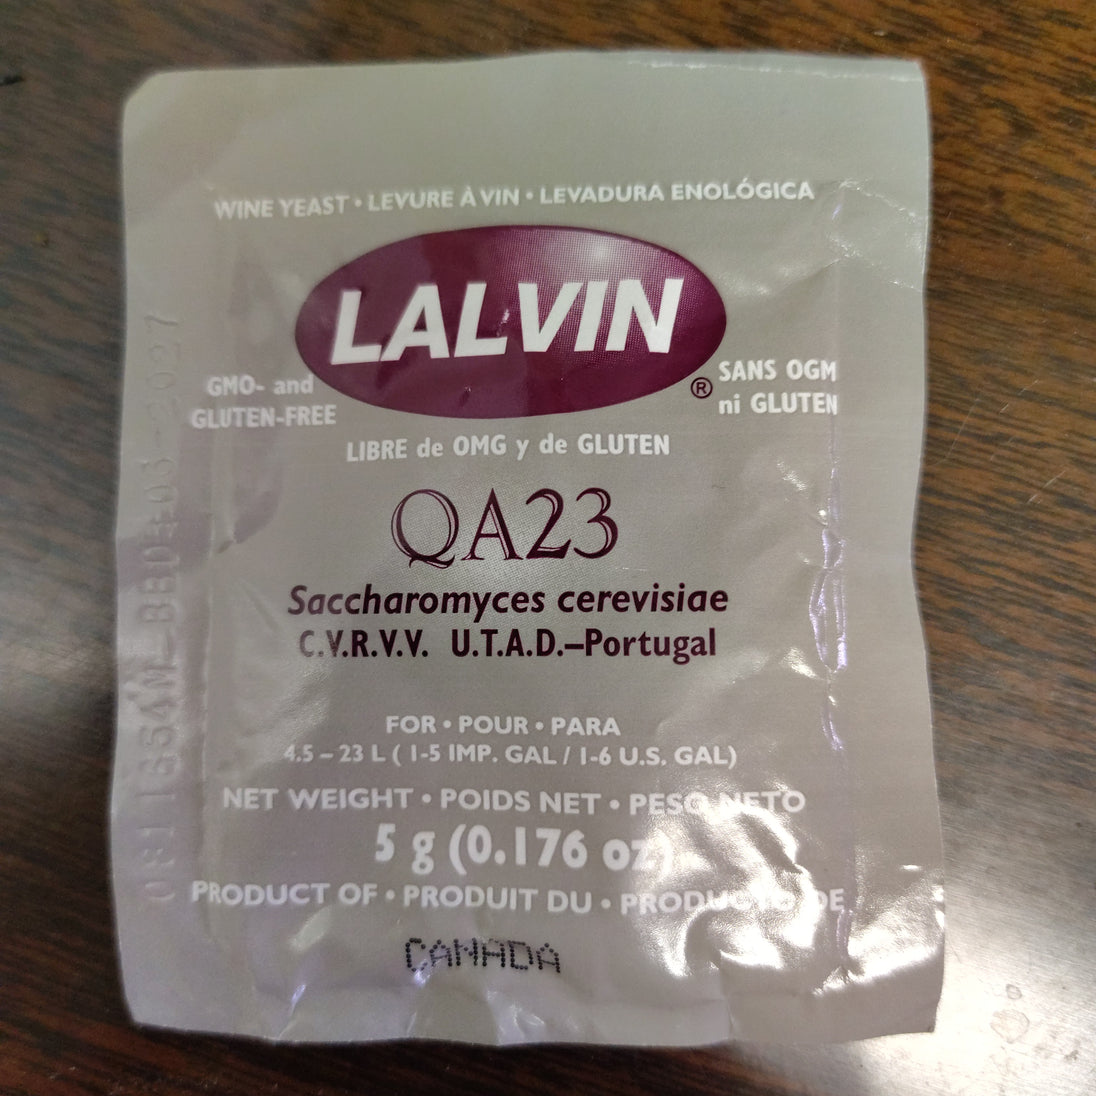 WINE YEAST • LEVURE À VIN • LEVADURA ENOLÓGICA
LALVIN
®
GMO- and
GLUTEN-FREE
SANS OGM
ni GLUTEN
LIBRE de OMG y de GLUTEN
QA23
Saccharomyces cerevisiae
C.V.R.V.V. U.T.A.D.–Portugal
FOR • POUR • PARA
4.5 – 23 L ( 1-5 IMP. GAL / 1-6 U.S. GAL)
NET WEIGHT • POIDS NET • PESO NETO
5 g (0.176 oz)
PRODUCT OF • PRODUIT DU • PRODUCTO DE
CANADA